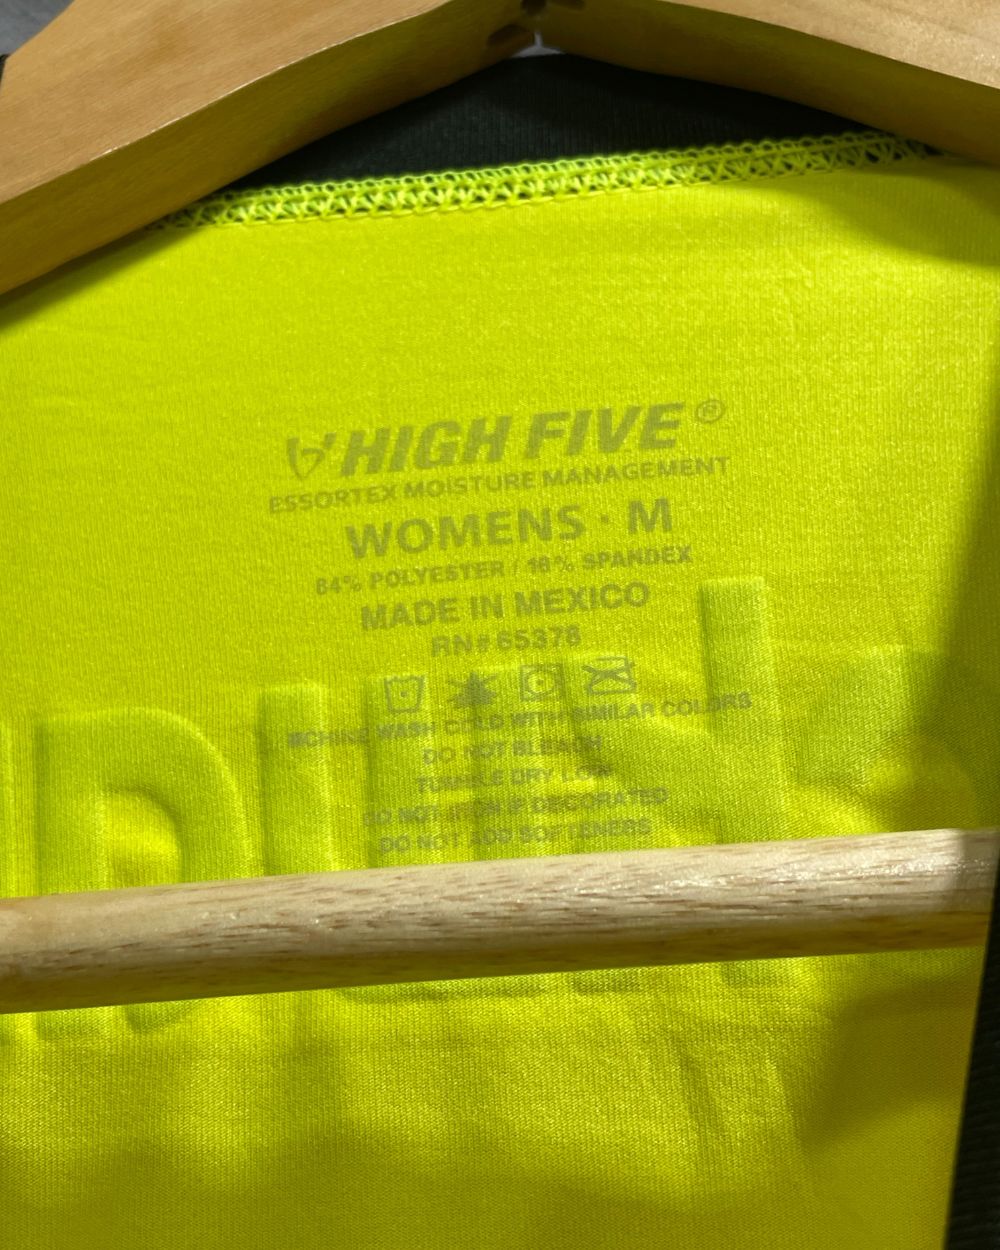 HIGH FIVE®
ESSORTEX MOISTURE MANAGEMENT
WOMENS · M
84% POLYESTER / 16% SPANDEX
MADE IN MEXICO
RN# 65378
WASH COLD WITH SIMILAR COLORS
DO NOT BLEACH
TUMBLE DRY LOW
DO NOT IRON IF DECORATED
DO NOT ADD SOFTENERS